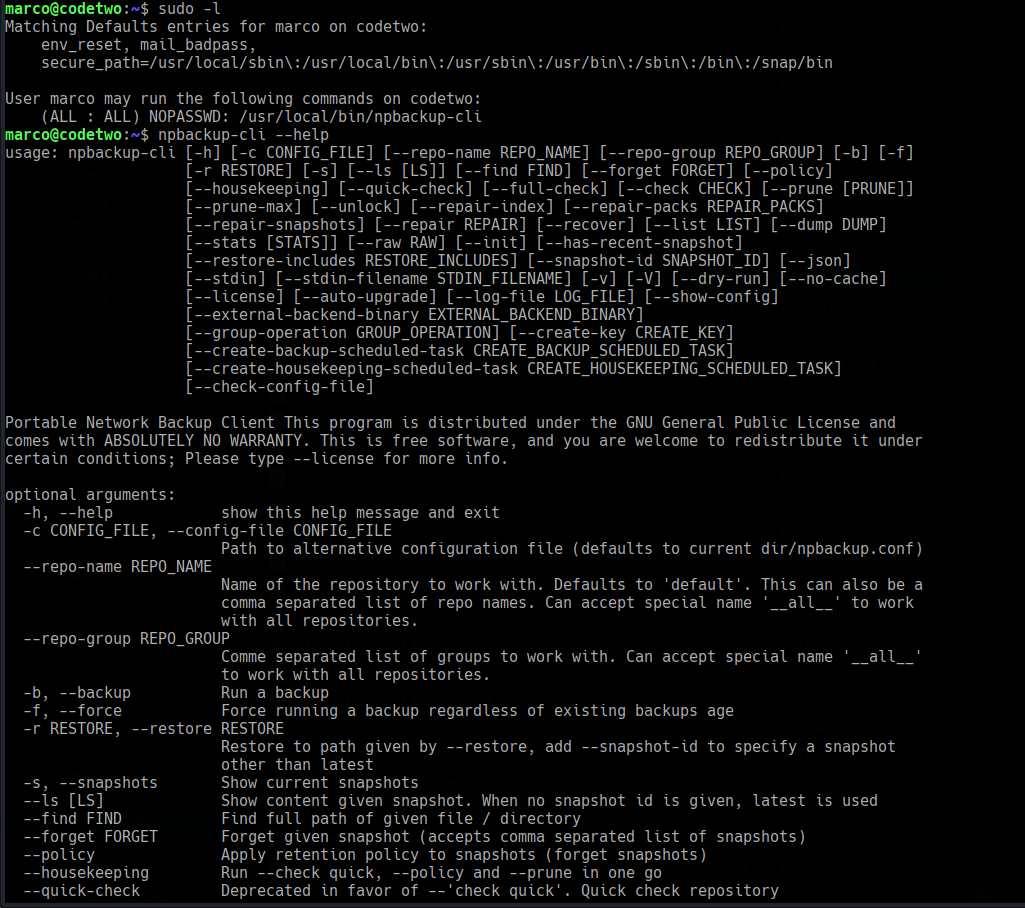 marco@codetwo:~$ sudo -l
Matching Defaults entries for marco on codetwo:
    env_reset, mail_badpass,
    secure_path=/usr/local/sbin\:/usr/local/bin\:/usr/sbin\:/usr/bin\:/sbin\:/bin\:/snap/bin

User marco may run the following commands on codetwo:
    (ALL : ALL) NOPASSWD: /usr/local/bin/npbackup-cli
marco@codetwo:~$ npbackup-cli --help
usage: npbackup-cli [-h] [-c CONFIG_FILE] [--repo-name REPO_NAME] [--repo-group REPO_GROUP] [-b] [-f]
                    [-r RESTORE] [-s] [--ls [LS]] [--find FIND] [--forget FORGET] [--policy]
                    [--housekeeping] [--quick-check] [--full-check] [--check CHECK] [--prune [PRUNE]]
                    [--prune-max] [--unlock] [--repair-index] [--repair-packs REPAIR_PACKS]
                    [--repair-snapshots] [--repair REPAIR] [--recover] [--list LIST] [--dump DUMP]
                    [--stats [STATS]] [--raw RAW] [--init] [--has-recent-snapshot]
                    [--restore-includes RESTORE_INCLUDES] [--snapshot-id SNAPSHOT_ID] [--json]
                    [--stdin] [--stdin-filename STDIN_FILENAME] [-v] [-V] [--dry-run] [--no-cache]
                    [--license] [--auto-upgrade] [--log-file LOG_FILE] [--show-config]
                    [--external-backend-binary EXTERNAL_BACKEND_BINARY]
                    [--group-operation GROUP_OPERATION] [--create-key CREATE_KEY]
                    [--create-backup-scheduled-task CREATE_BACKUP_SCHEDULED_TASK]
                    [--create-housekeeping-scheduled-task CREATE_HOUSEKEEPING_SCHEDULED_TASK]
                    [--check-config-file]

Portable Network Backup Client This program is distributed under the GNU General Public License and
comes with ABSOLUTELY NO WARRANTY. This is free software, and you are welcome to redistribute it under
certain conditions; Please type --license for more info.

optional arguments:
  -h, --help            show this help message and exit
  -c CONFIG_FILE, --config-file CONFIG_FILE
                        Path to alternative configuration file (defaults to current dir/npbackup.conf)
  --repo-name REPO_NAME
                        Name of the repository to work with. Defaults to 'default'. This can also be a
                        comma separated list of repo names. Can accept special name '__all__' to work
                        with all repositories.
  --repo-group REPO_GROUP
                        Comme separated list of groups to work with. Can accept special name '__all__'
                        to work with all repositories.
  -b, --backup          Run a backup
  -f, --force           Force running a backup regardless of existing backups age
  -r RESTORE, --restore RESTORE
                        Restore to path given by --restore, add --snapshot-id to specify a snapshot
                        other than latest
  -s, --snapshots       Show current snapshots
  --ls [LS]             Show content given snapshot. When no snapshot id is given, latest is used
  --find FIND           Find full path of given file / directory
  --forget FORGET       Forget given snapshot (accepts comma separated list of snapshots)
  --policy              Apply retention policy to snapshots (forget snapshots)
  --housekeeping        Run --check quick, --policy and --prune in one go
  --quick-check         Deprecated in favor of --'check quick'. Quick check repository